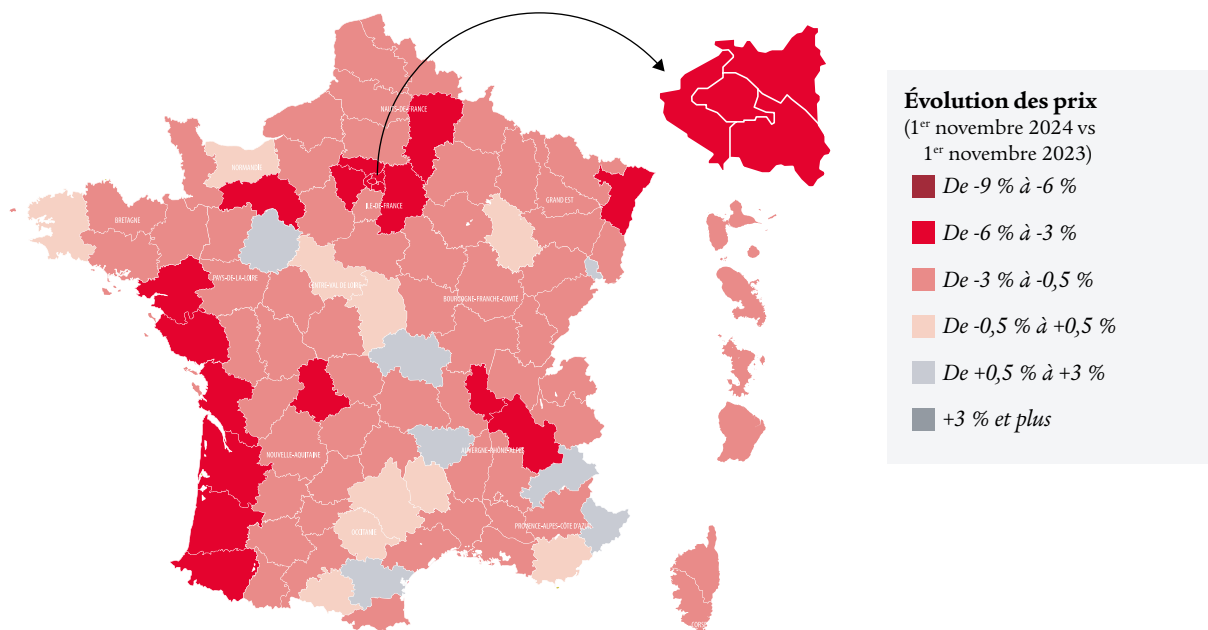 HAUTS-DE-FRANCE
NORMANDIE
ÎLE-DE-FRANCE
GRAND EST
BRETAGNE
PAYS-DE-LA-LOIRE
CENTRE-VAL DE LOIRE
BOURGOGNE-FRANCHE-COMTÉ
NOUVELLE-AQUITAINE
AUVERGNE-RHÔNE-ALPES
OCCITANIE
PROVENCE-ALPES-CÔTE D'AZUR
Évolution des prix
(1er novembre 2024 vs
1er novembre 2023)
De -9 % à -6 %
De -6 % à -3 %
De -3 % à -0,5 %
De -0,5 % à +0,5 %
De +0,5 % à +3 %
+3 % et plus